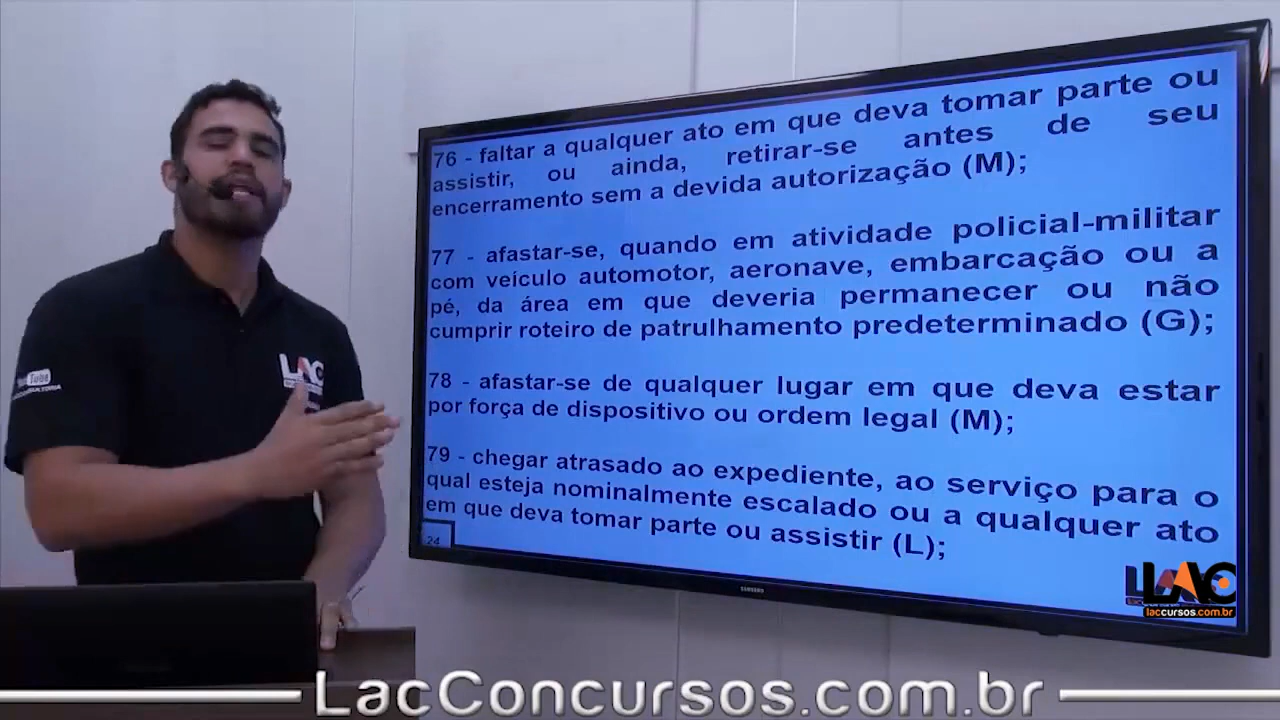 76 - faltar a qualquer ato em que deva tomar parte ou
assistir, ou ainda, retirar-se antes de seu
encerramento sem a devida autorização (M);
77 - afastar-se, quando em atividade policial-militar
com veículo automotor, aeronave, embarcação ou a
pé, da área em que deveria permanecer ou não
cumprir roteiro de patrulhamento predeterminado (G);
78 - afastar-se de qualquer lugar em que deva estar
por força de dispositivo ou ordem legal (M);
79 - chegar atrasado ao expediente, ao serviço para o
qual esteja nominalmente escalado ou a qualquer ato
em que deva tomar parte ou assistir (L);
24
LAC
laccursos.com.br
SAMSUNG
LAC
Tube
LacConcursos.com.br